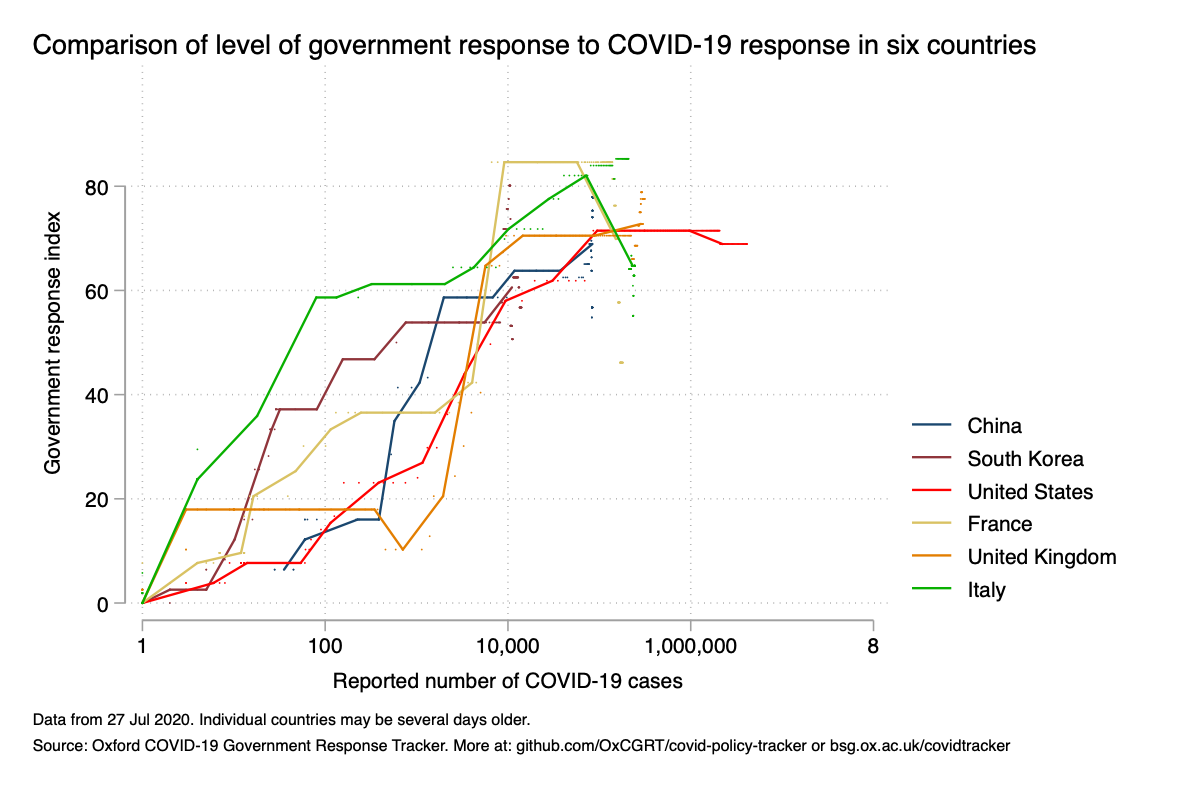 Comparison of level of government response to COVID-19 response in six countries
Government response index
80
60
40
20
0
1
100
10,000
1,000,000
8
Reported number of COVID-19 cases
China
South Korea
United States
France
United Kingdom
Italy
Data from 27 Jul 2020. Individual countries may be several days older.
Source: Oxford COVID-19 Government Response Tracker. More at: github.com/OxCGRT/covid-policy-tracker or bsg.ox.ac.uk/covidtracker